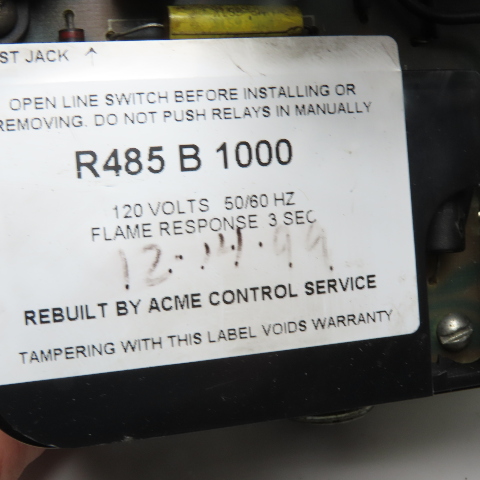 ST JACK ↑
OPEN LINE SWITCH BEFORE INSTALLING OR
REMOVING. DO NOT PUSH RELAYS IN MANUALLY
R485 B 1000
120 VOLTS 50/60 HZ
FLAME RESPONSE 3 SEC
12.14.99
REBUILT BY ACME CONTROL SERVICE
TAMPERING WITH THIS LABEL VOIDS WARRANTY